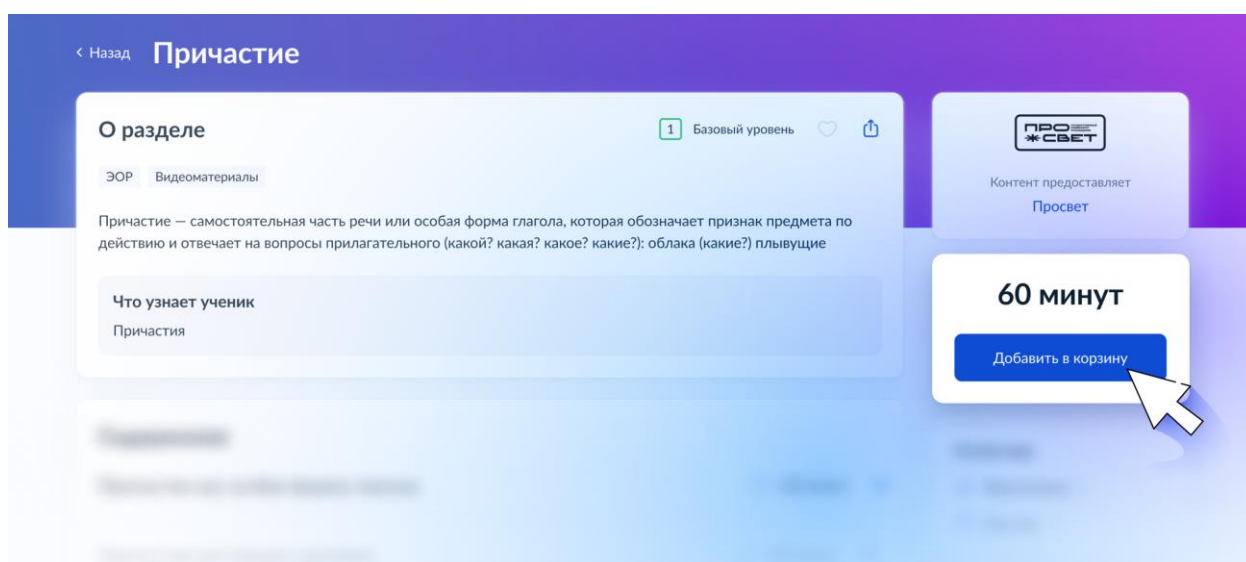 Назад Причастие
О разделе
1 Базовый уровень
ЭОР Видеоматериалы
Причастие — самостоятельная часть речи или особая форма глагола, которая обозначает признак предмета по
действию и отвечает на вопросы прилагательного (какой? какая? какое? какие?): облака (какие?) плывущие
Что узнает ученик
Причастия
ПРО
СВЕТ
Контент предоставляет
Просвет
60 минут
Добавить в корзину